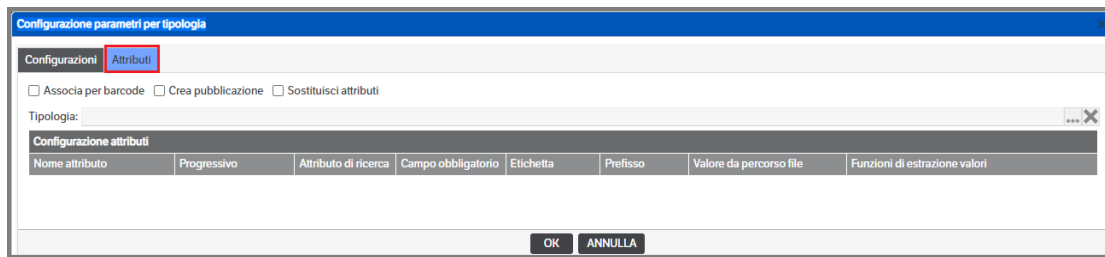 Configurazione parametri per tipologia
Configurazioni Attributi
Associa per barcode Crea pubblicazione Sostituisci attributi
Tipologia: ...
Configurazione attributi
Nome attributo Progressivo Attributo di ricerca Campo obbligatorio Etichetta Prefisso Valore da percorso file Funzioni di estrazione valori
OK ANNULLA